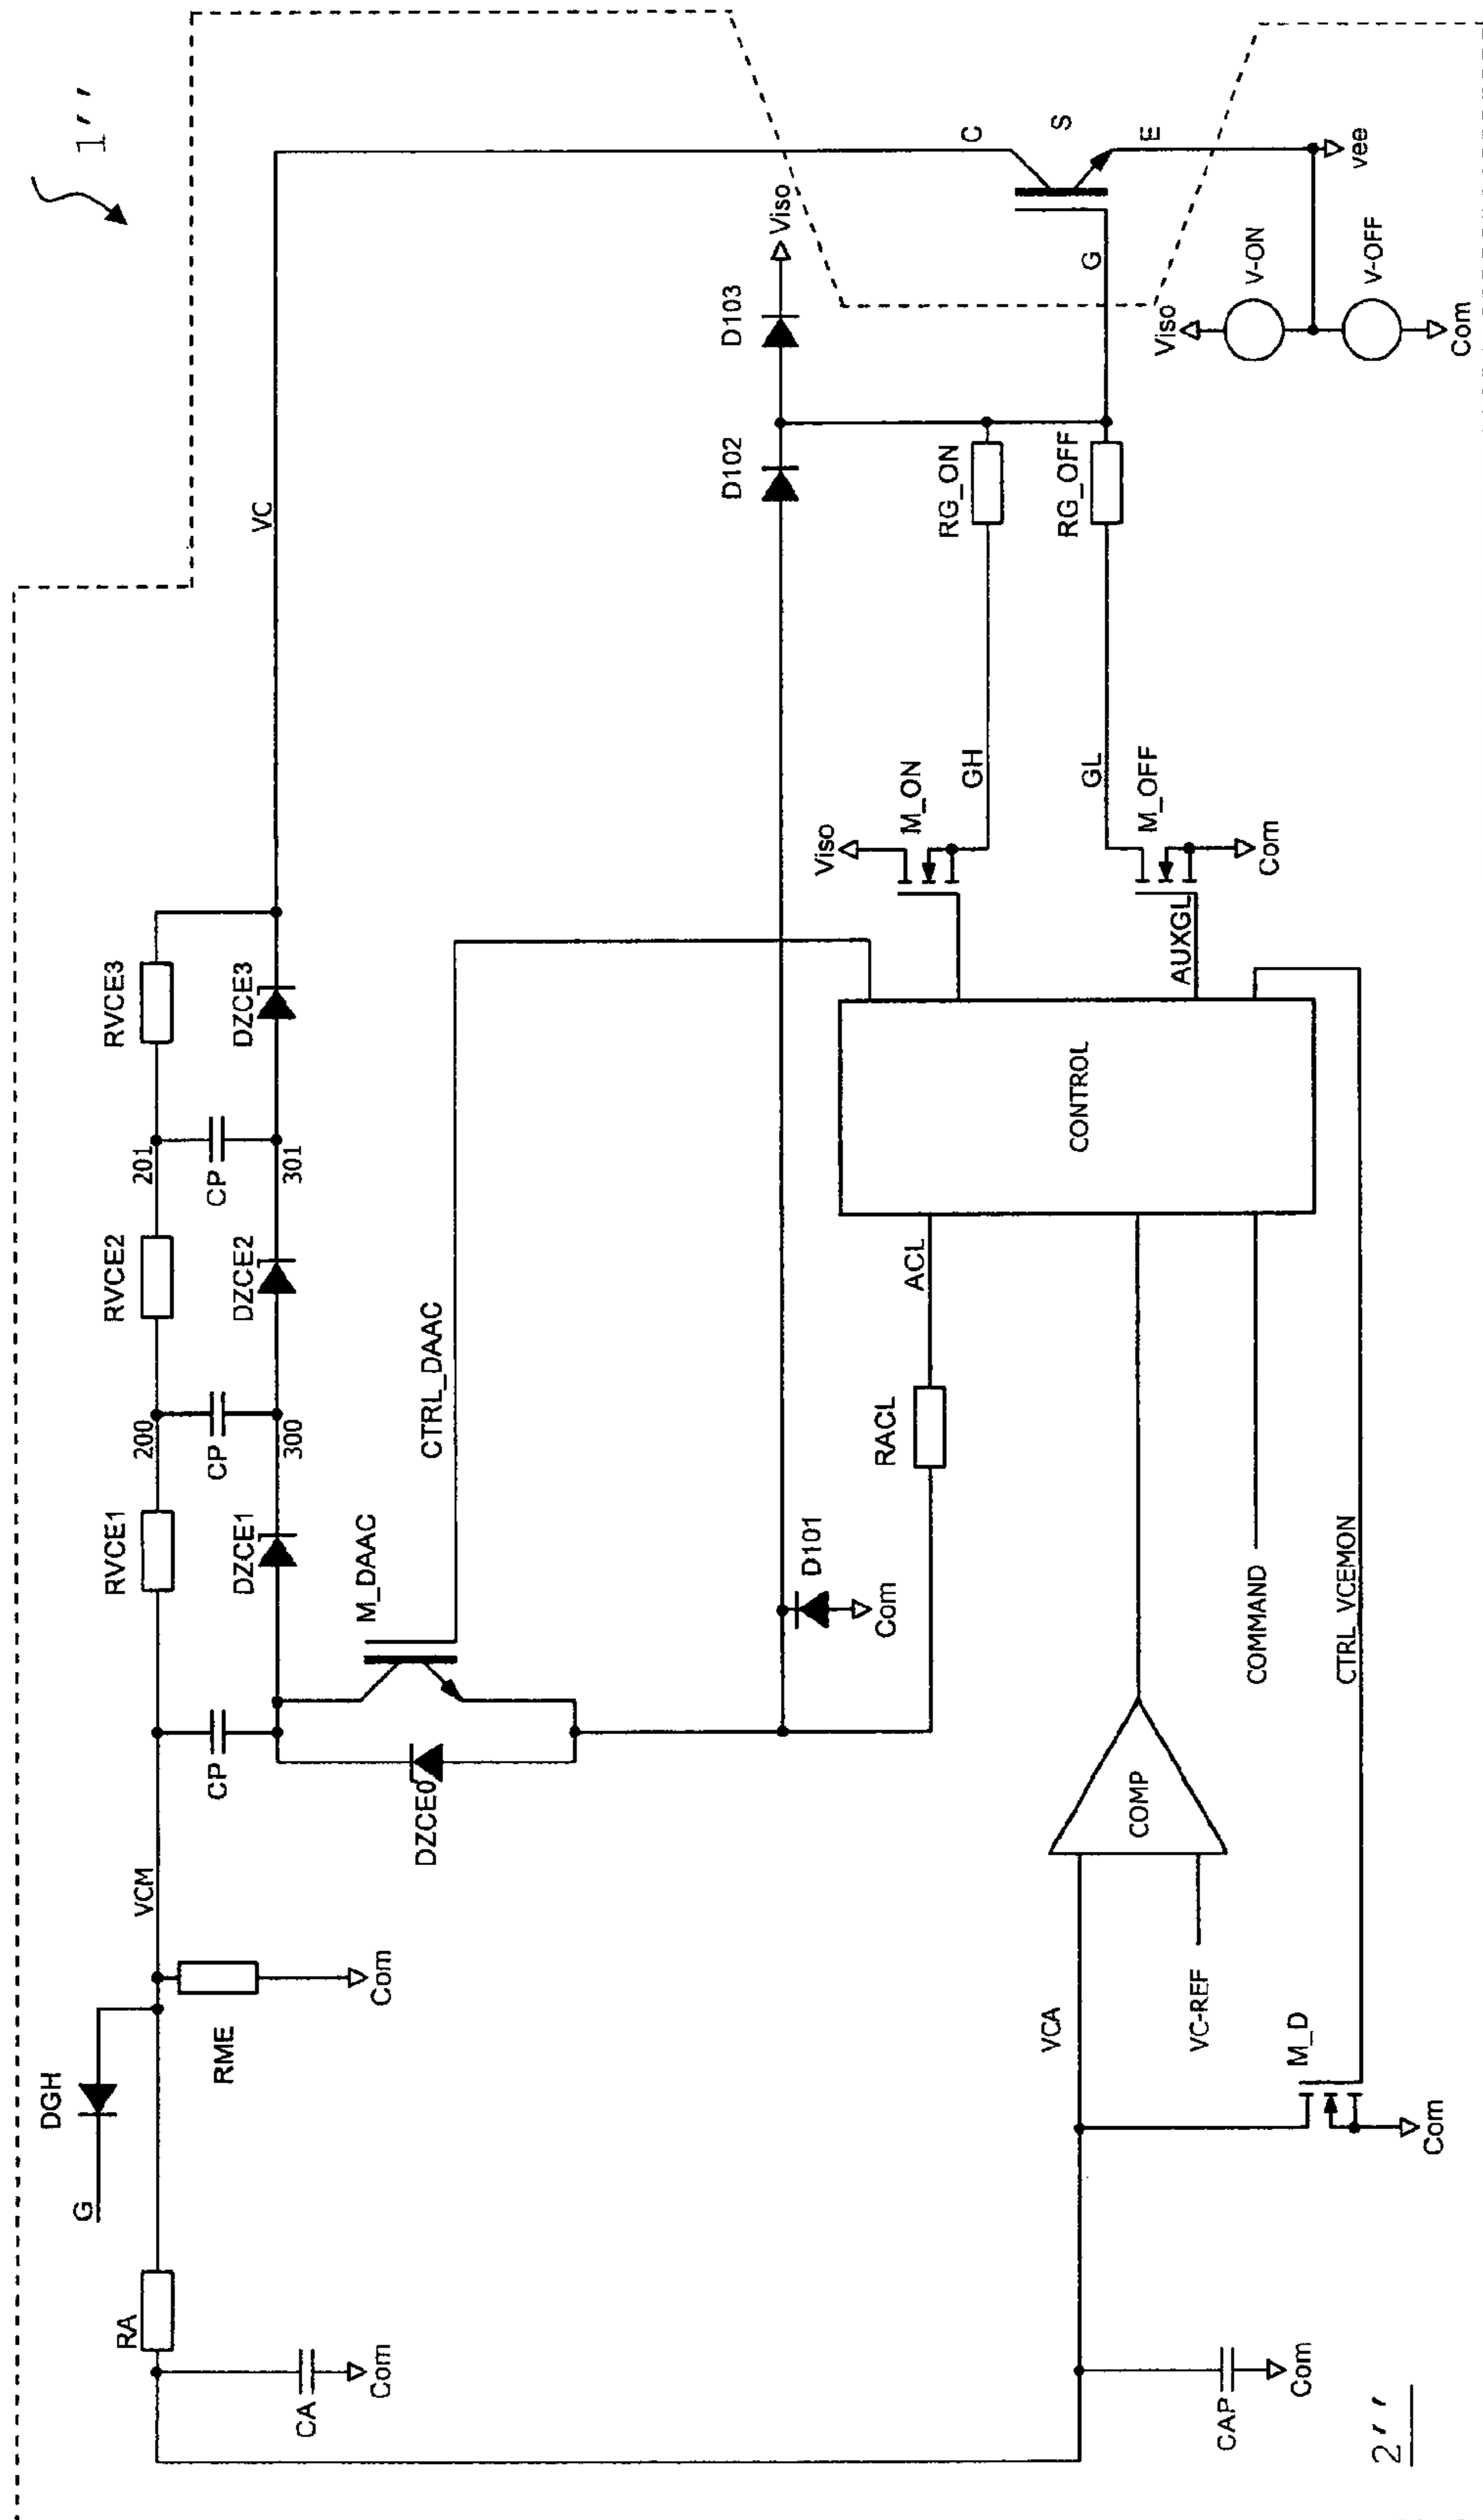 1''
VC
RVCE3
DZCE3
201
CP
301
RVCE2
DZCE2
200
CP
300
RVCE1
DZCE1
M_DAAC
CTRL_DAAC
CP
DZCE0
VCM
Com
RME
DGH
G
RA
CA
Com
C
S
E
vee
Viso
D103
D102
G
Viso
V-ON
V-OFF
Com
RG_ON
RG_OFF
GH
GL
M_ON
M_OFF
Viso
Com
AUXGL
CONTROL
ACL
RACL
D101
Com
COMMAND
CTRL_VCEMON
COMP
VCA
VC-REF
M_D
Com
CAP
Com
2''